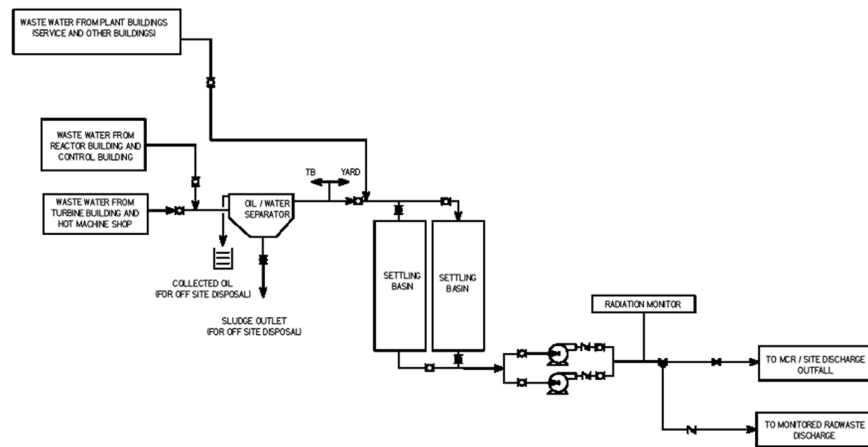 WASTE WATER FROM PLANT BUILDINGS
(SERVICE AND OTHER BUILDINGS)
WASTE WATER FROM
REACTOR BUILDING AND
CONTROL BUILDING
WASTE WATER FROM
TURBINE BUILDING AND
HOT MACHINE SHOP
OIL / WATER
SEPARATOR
TB
YARD
COLLECTED OIL
(FOR OFF SITE DISPOSAL)
SLUDGE OUTLET
(FOR OFF SITE DISPOSAL)
SETTLING
BASIN
SETTLING
BASIN
RADIATION MONITOR
TO MCR / SITE DISCHARGE
OUTFALL
TO MONITORED RADWASTE
DISCHARGE